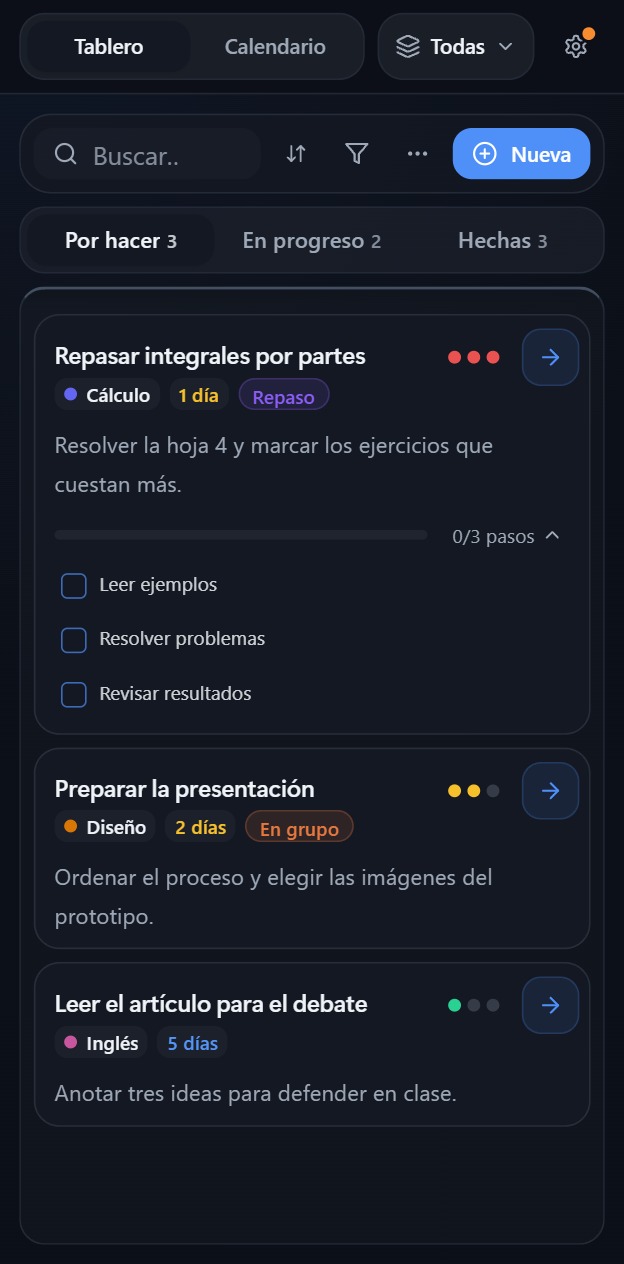 Tablero Calendario Todas
Buscar.. Nueva
Por hacer 3 En progreso 2 Hechas 3
Repasar integrales por partes
Cálculo 1 día Repaso
Resolver la hoja 4 y marcar los ejercicios que
cuestan más.
0/3 pasos
Leer ejemplos
Resolver problemas
Revisar resultados
Preparar la presentación
Diseño 2 días En grupo
Ordenar el proceso y elegir las imágenes del
prototipo.
Leer el artículo para el debate
Inglés 5 días
Anotar tres ideas para defender en clase.